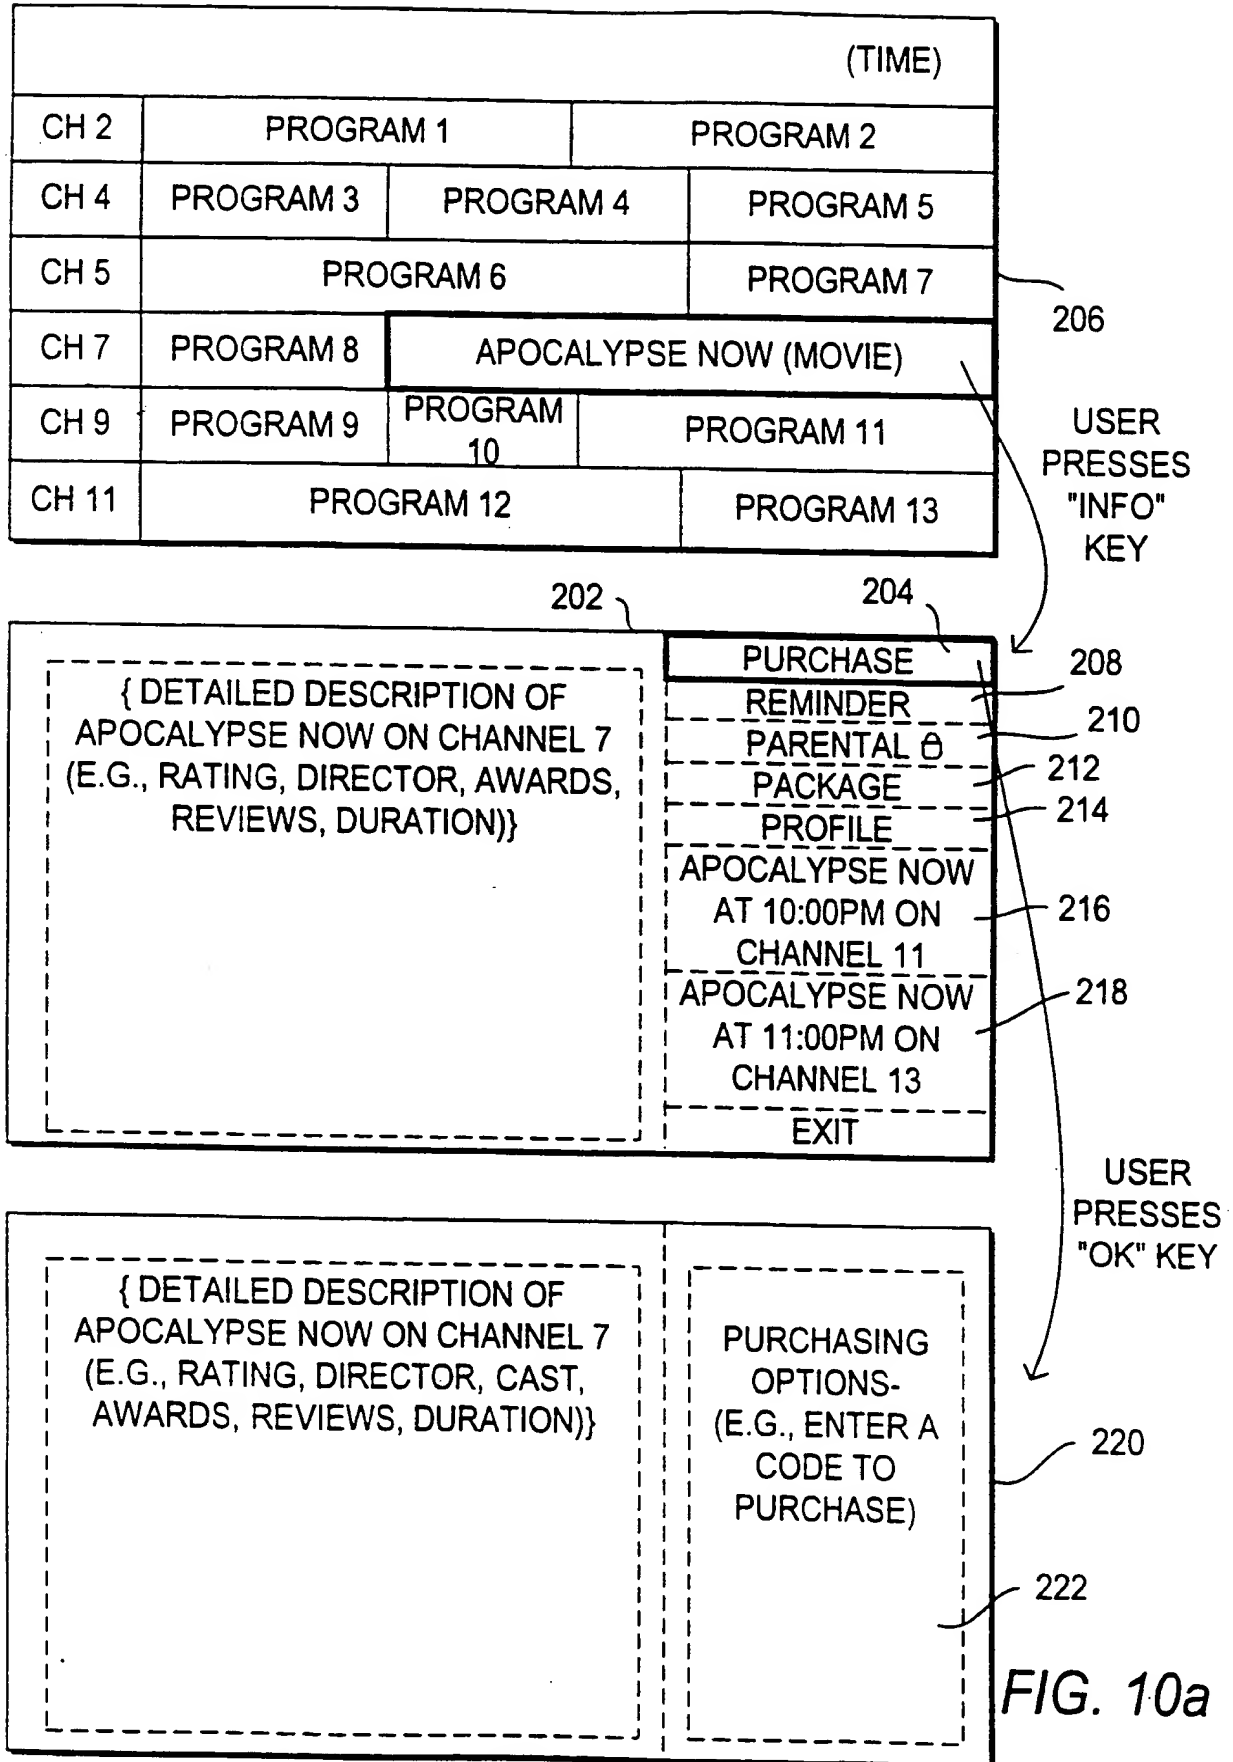 (TIME)
CH 2 PROGRAM 1 PROGRAM 2
CH 4 PROGRAM 3 PROGRAM 4 PROGRAM 5
CH 5 PROGRAM 6 PROGRAM 7
206
CH 7 PROGRAM 8 APOCALYPSE NOW (MOVIE)
CH 9 PROGRAM 9 PROGRAM 10 PROGRAM 11
CH 11 PROGRAM 12 PROGRAM 13
USER
PRESSES
"INFO"
KEY
202
204
{ DETAILED DESCRIPTION OF
APOCALYPSE NOW ON CHANNEL 7
(E.G., RATING, DIRECTOR, AWARDS,
REVIEWS, DURATION)}
PURCHASE
REMINDER
208
PARENTAL
210
PACKAGE
212
PROFILE
214
APOCALYPSE NOW
AT 10:00PM ON
CHANNEL 11
216
APOCALYPSE NOW
AT 11:00PM ON
CHANNEL 13
218
EXIT
USER
PRESSES
"OK" KEY
{ DETAILED DESCRIPTION OF
APOCALYPSE NOW ON CHANNEL 7
(E.G., RATING, DIRECTOR, CAST,
AWARDS, REVIEWS, DURATION)}
PURCHASING
OPTIONS-
(E.G., ENTER A
CODE TO
PURCHASE)
220
222
FIG. 10a